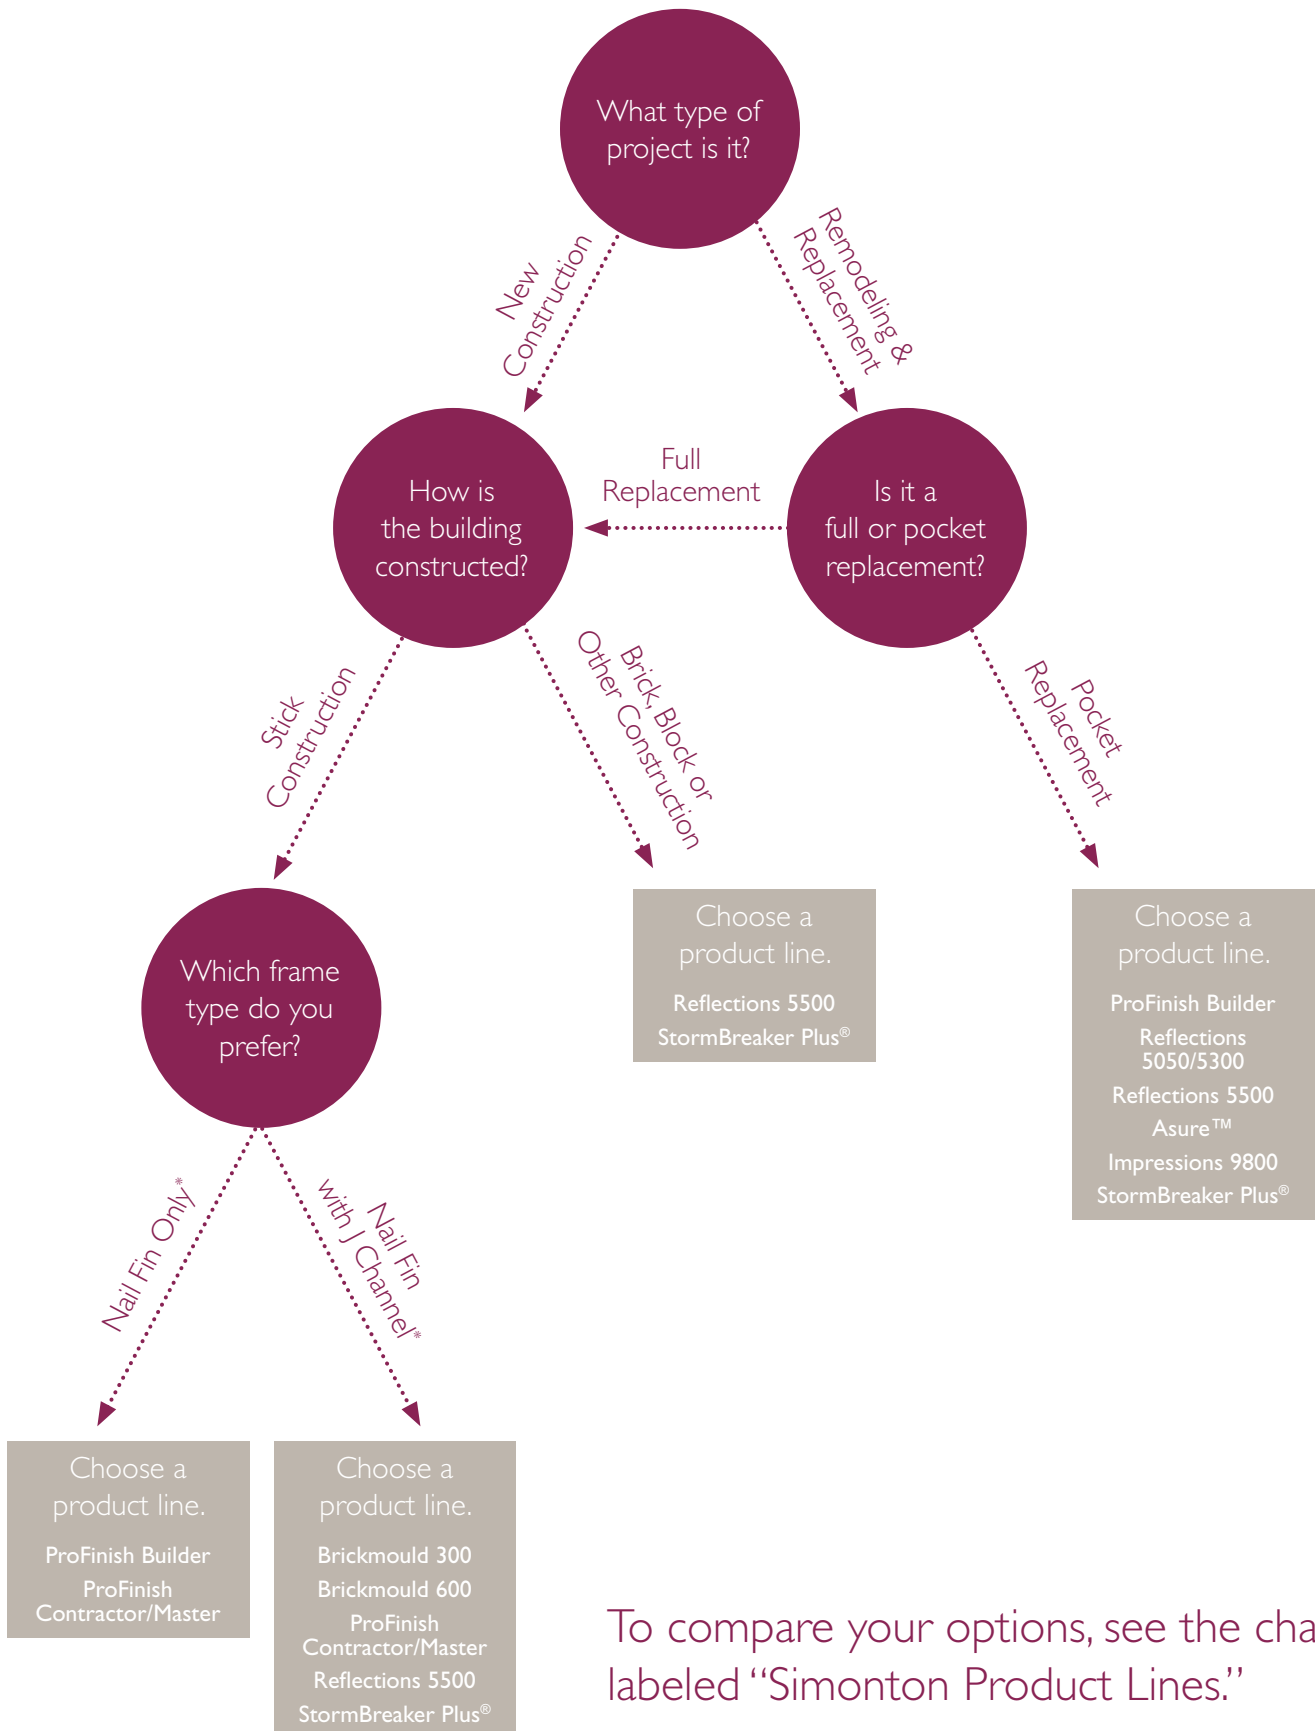 What type of
project is it?
New
Construction
Remodeling &
Replacement
How is
the building
constructed?
Full
Replacement
Is it a
full or pocket
replacement?
Stick
Construction
Brick, Block or
Other Construction
Pocket
Replacement
Which frame
type do you
prefer?
Choose a
product line.
Reflections 5500
StormBreaker Plus®
Choose a
product line.
ProFinish Builder
Reflections
5050/5300
Reflections 5500
Asure™
Impressions 9800
StormBreaker Plus®
Nail Fin Only*
Nail Fin
with J Channel*
Choose a
product line.
ProFinish Builder
ProFinish
Contractor/Master
Choose a
product line.
Brickmould 300
Brickmould 600
ProFinish
Contractor/Master
Reflections 5500
StormBreaker Plus®
To compare your options, see the cha
labeled “Simonton Product Lines.”